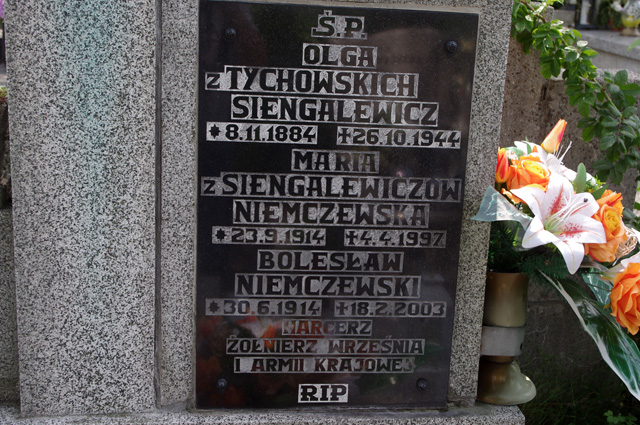 Ś.P.
OLGA
z TYCHOWSKICH
SIENGALEWICZ
* 8.11.1884 ✝ 26.10.1944
MARIA
z SIENGALEWICZÓW
NIEMCZEWSKA
* 23.9.1914 ✝ 4.4.1997
BOLESŁAW
NIEMCZEWSKI
* 30.6.1914 ✝ 18.2.2003
HARCERZ
ŻOŁNIERZ WRZEŚNIA
I ARMII KRAJOWEJ
RIP